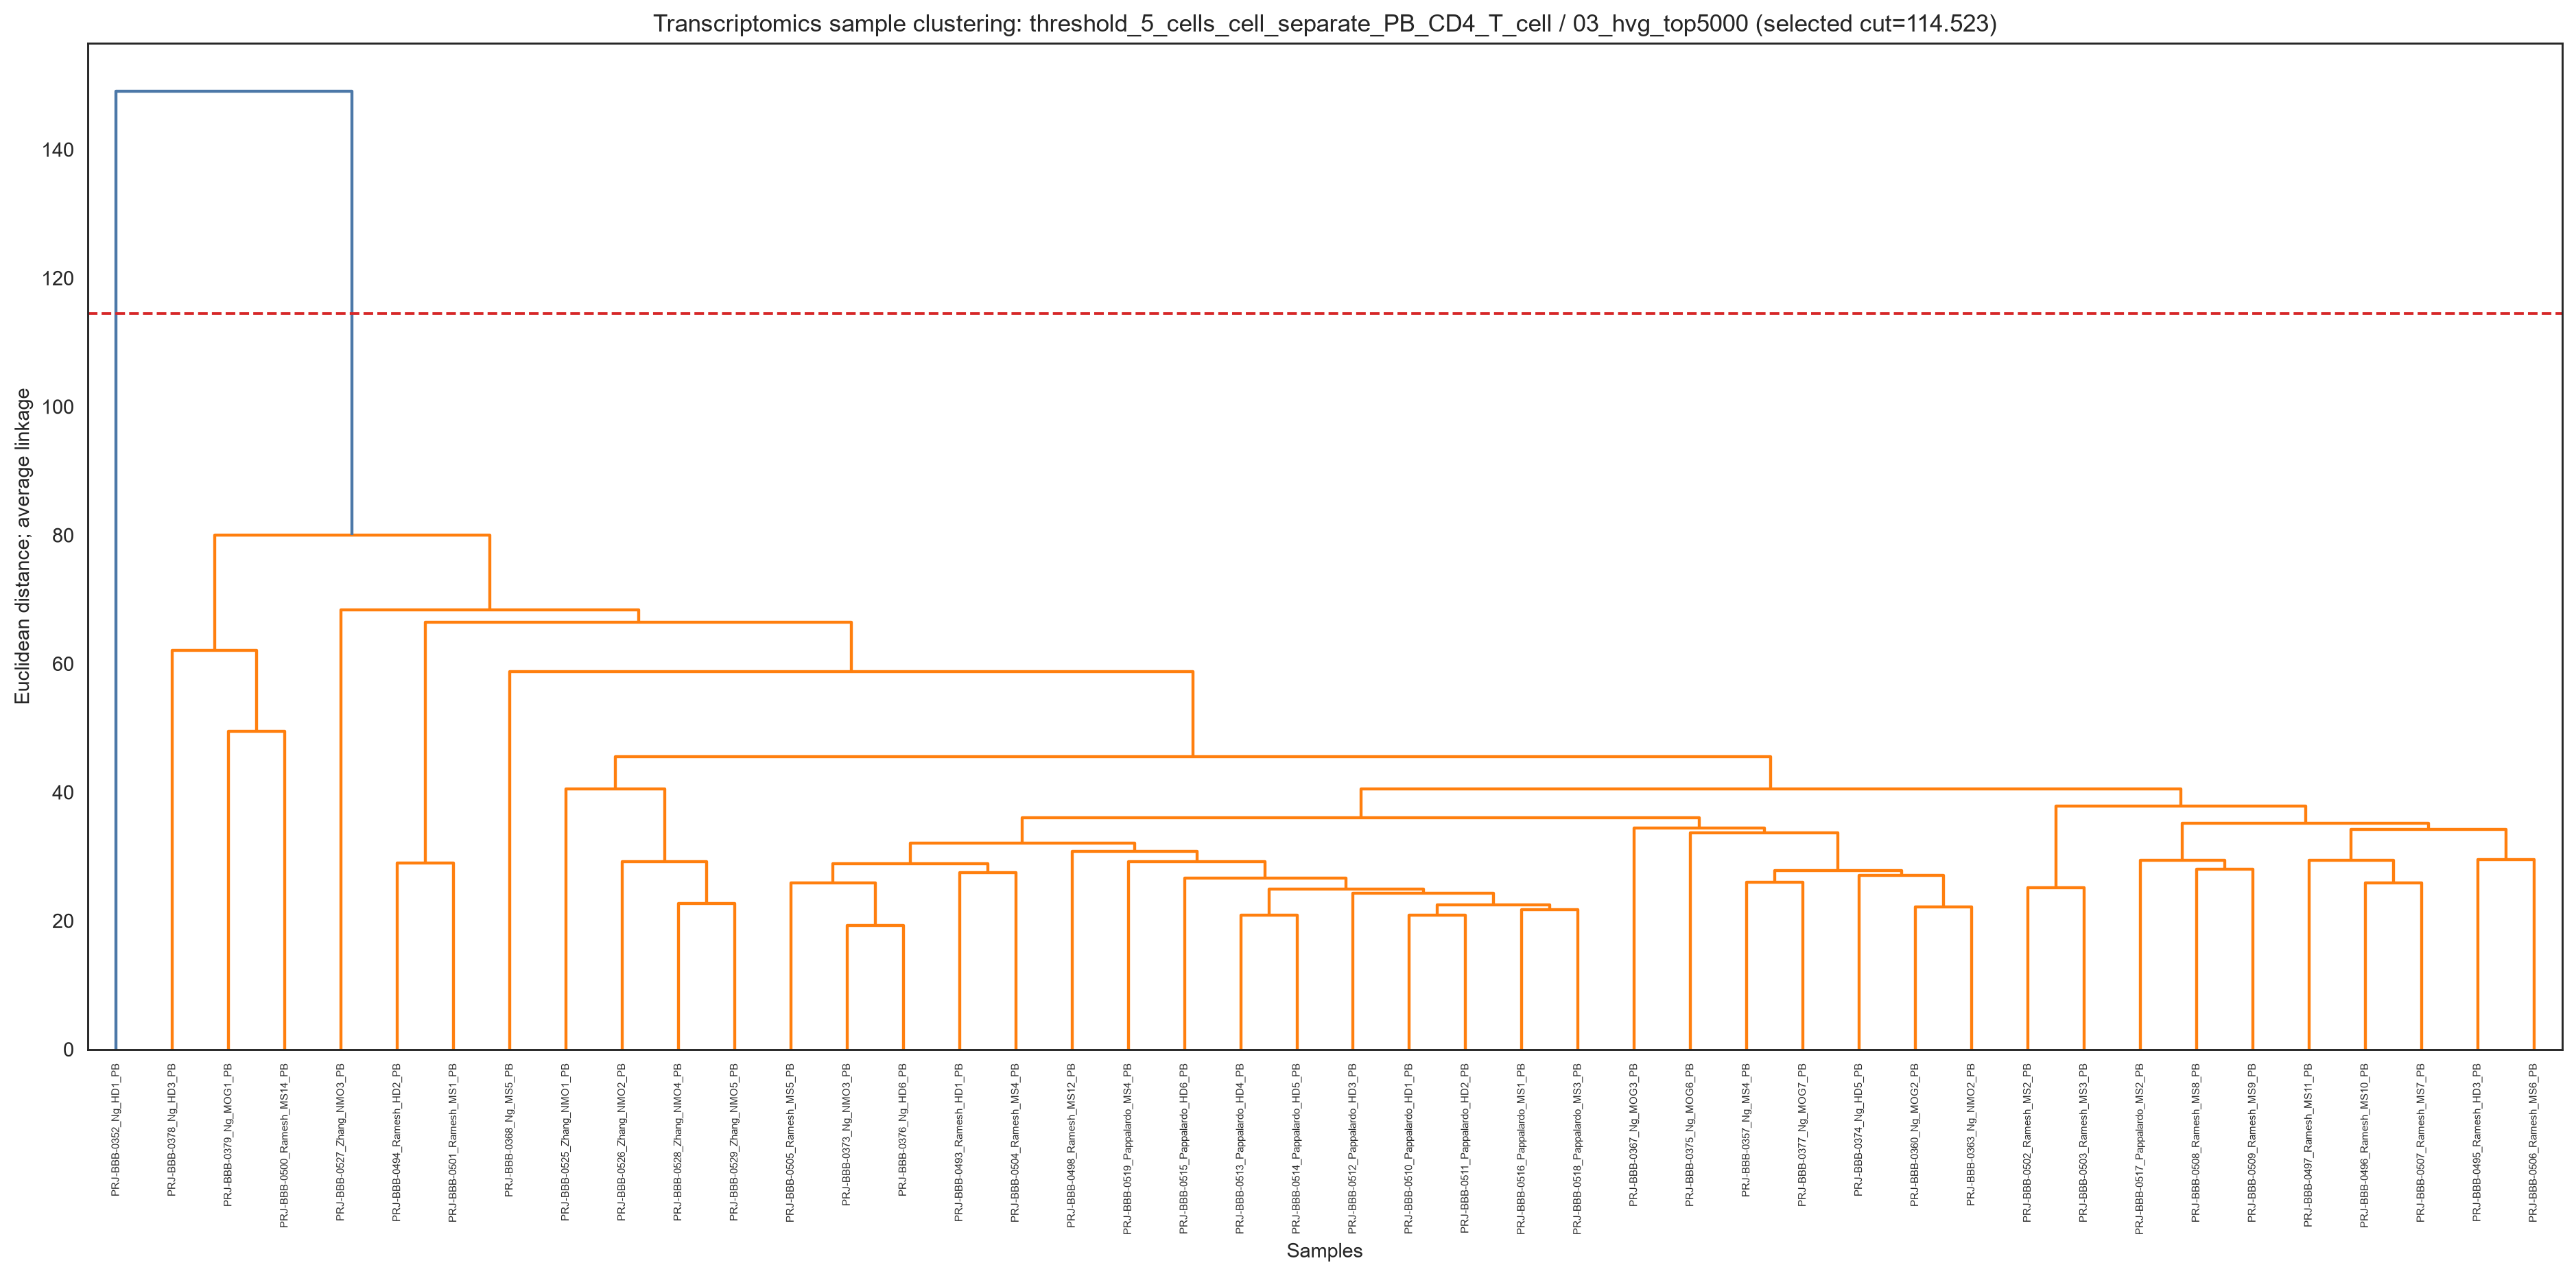 Transcriptomics sample clustering: threshold_5_cells_cell_separate_PB_CD4_T_cell / 03_hvg_top5000 (selected cut=114.523)
Euclidean distance; average linkage
140
120
100
80
60
40
20
0
PRJ-BBB-0352_Ng_HD1_PB
PRJ-BBB-0378_Ng_HD3_PB
PRJ-BBB-0379_Ng_MOG1_PB
PRJ-BBB-0500_Ramesh_MS14_PB
PRJ-BBB-0527_Zhang_NMO3_PB
PRJ-BBB-0494_Ramesh_HD2_PB
PRJ-BBB-0501_Ramesh_MS1_PB
PRJ-BBB-0368_Ng_MS5_PB
PRJ-BBB-0525_Zhang_NMO1_PB
PRJ-BBB-0526_Zhang_NMO2_PB
PRJ-BBB-0528_Zhang_NMO4_PB
PRJ-BBB-0529_Zhang_NMO5_PB
PRJ-BBB-0505_Ramesh_MS5_PB
PRJ-BBB-0373_Ng_NMO3_PB
PRJ-BBB-0376_Ng_HD6_PB
PRJ-BBB-0493_Ramesh_HD1_PB
PRJ-BBB-0504_Ramesh_MS4_PB
PRJ-BBB-0498_Ramesh_MS12_PB
PRJ-BBB-0519_Pappalardo_MS4_PB
PRJ-BBB-0515_Pappalardo_HD6_PB
PRJ-BBB-0513_Pappalardo_HD4_PB
PRJ-BBB-0514_Pappalardo_HD5_PB
PRJ-BBB-0512_Pappalardo_HD3_PB
PRJ-BBB-0510_Pappalardo_HD1_PB
PRJ-BBB-0511_Pappalardo_HD2_PB
PRJ-BBB-0516_Pappalardo_MS1_PB
PRJ-BBB-0518_Pappalardo_MS3_PB
PRJ-BBB-0367_Ng_MOG3_PB
PRJ-BBB-0375_Ng_MOG6_PB
PRJ-BBB-0357_Ng_MS4_PB
PRJ-BBB-0377_Ng_MOG7_PB
PRJ-BBB-0374_Ng_HD5_PB
PRJ-BBB-0360_Ng_MOG2_PB
PRJ-BBB-0363_Ng_NMO2_PB
PRJ-BBB-0502_Ramesh_MS2_PB
PRJ-BBB-0503_Ramesh_MS3_PB
PRJ-BBB-0517_Pappalardo_MS2_PB
PRJ-BBB-0508_Ramesh_MS8_PB
PRJ-BBB-0509_Ramesh_MS9_PB
PRJ-BBB-0497_Ramesh_MS11_PB
PRJ-BBB-0496_Ramesh_MS10_PB
PRJ-BBB-0507_Ramesh_MS7_PB
PRJ-BBB-0495_Ramesh_HD3_PB
PRJ-BBB-0506_Ramesh_MS6_PB
Samples